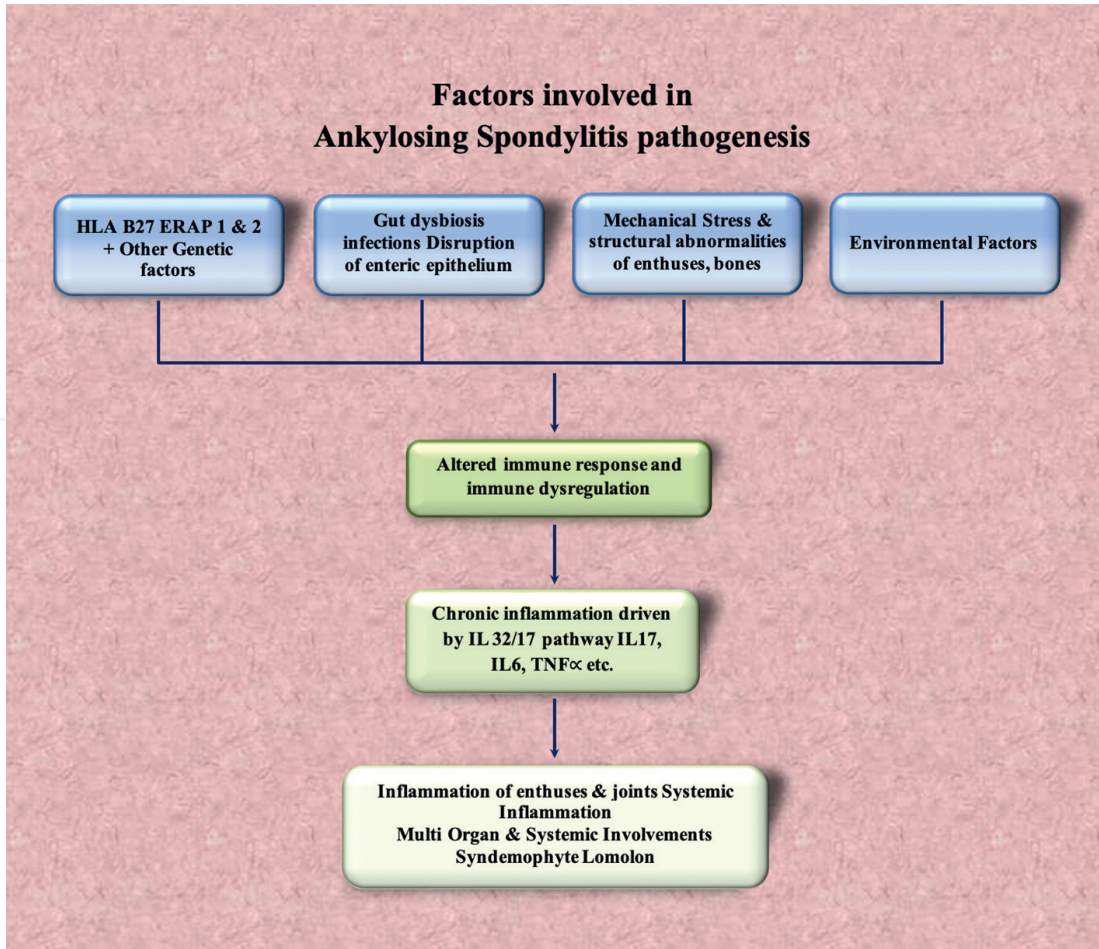 Factors involved in
Ankylosing Spondylitis pathogenesis
HLA B27 ERAP 1 & 2
+ Other Genetic
factors
Gut dysbiosis
infections Disruption
of enteric epithelium
Mechanical Stress &
structural abnormalities
of enthuses, bones
Environmental Factors
Altered immune response and
immune dysregulation
Chronic inflammation driven
by IL 32/17 pathway IL17,
IL6, TNF∝ etc.
Inflammation of enthuses & joints Systemic
Inflammation
Multi Organ & Systemic Involvements
Syndemophyte Lomolon